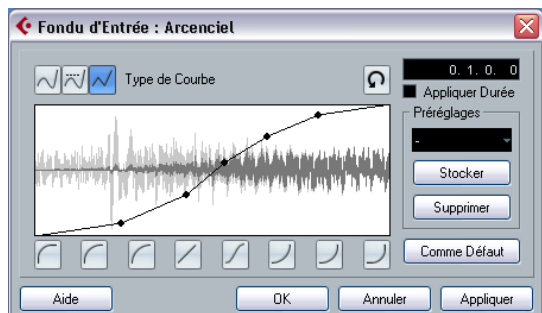 Fondu d'Entrée : Arcenciel
Type de Courbe
0. 1. 0. 0
Appliquer Durée
Préréglages
-
Stocker
Supprimer
Comme Défaut
Aide
OK
Annuler
Appliquer